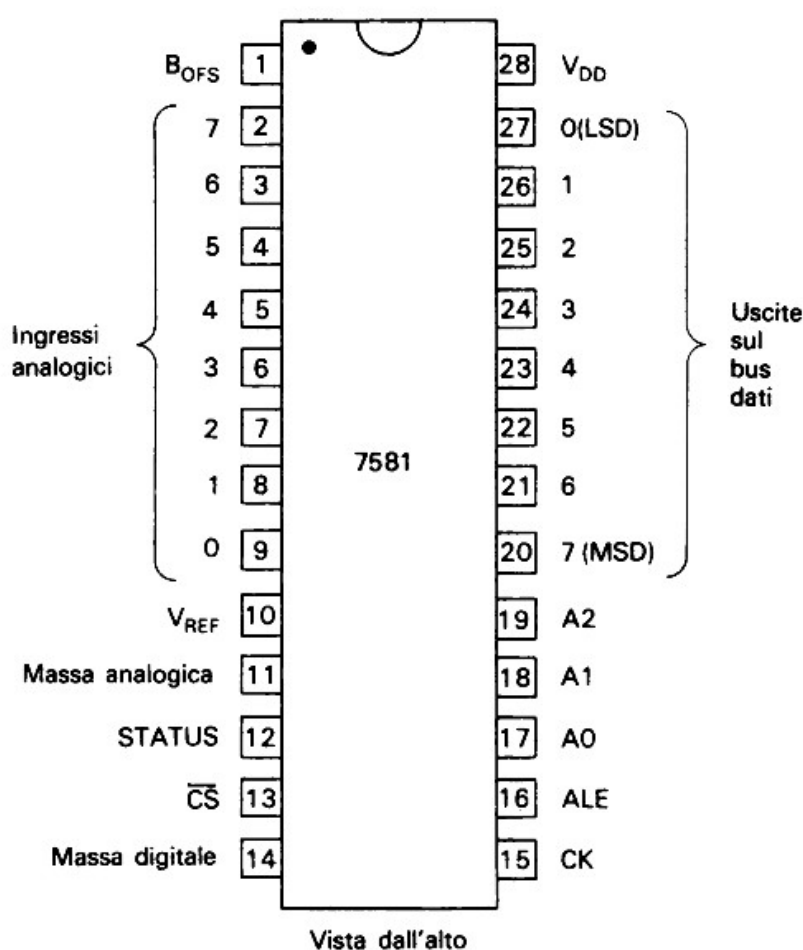 B_OFS 1 28 V_DD
7 2 27 0(LSD)
6 3 26 1
5 4 25 2
4 5 24 3
Ingressi
analogici
Uscite
sul
bus
dati
3 6 23 4
2 7 22 5
7581
1 8 21 6
0 9 20 7 (MSD)
V_REF 10 19 A2
Massa analogica 11 18 A1
STATUS 12 17 A0
C̅S̅ 13 16 ALE
Massa digitale 14 15 CK
Vista dall'alto